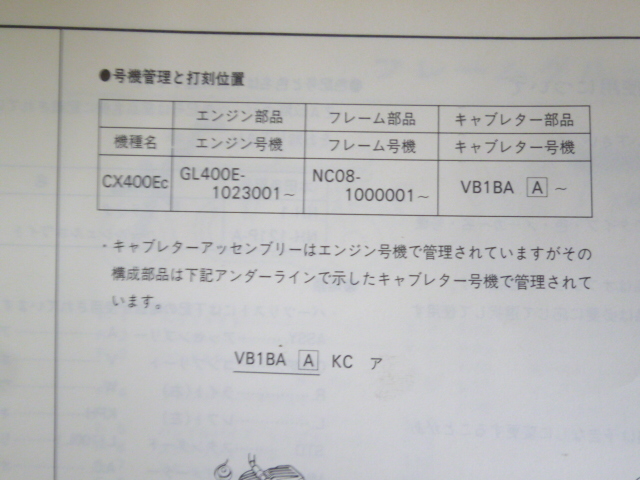 ●号機管理と打刻位置
エンジン部品 フレーム部品 キャブレター部品
機種名 エンジン号機 フレーム号機 キャブレター号機
CX400Ec GL400E-1023001～ NC08-1000001～ VB1BA A ～
・キャブレターアッセンブリーはエンジン号機で管理されていますがその
構成部品は下記アンダーラインで示したキャブレター号機で管理されて
います。
VB1BA A KC ア